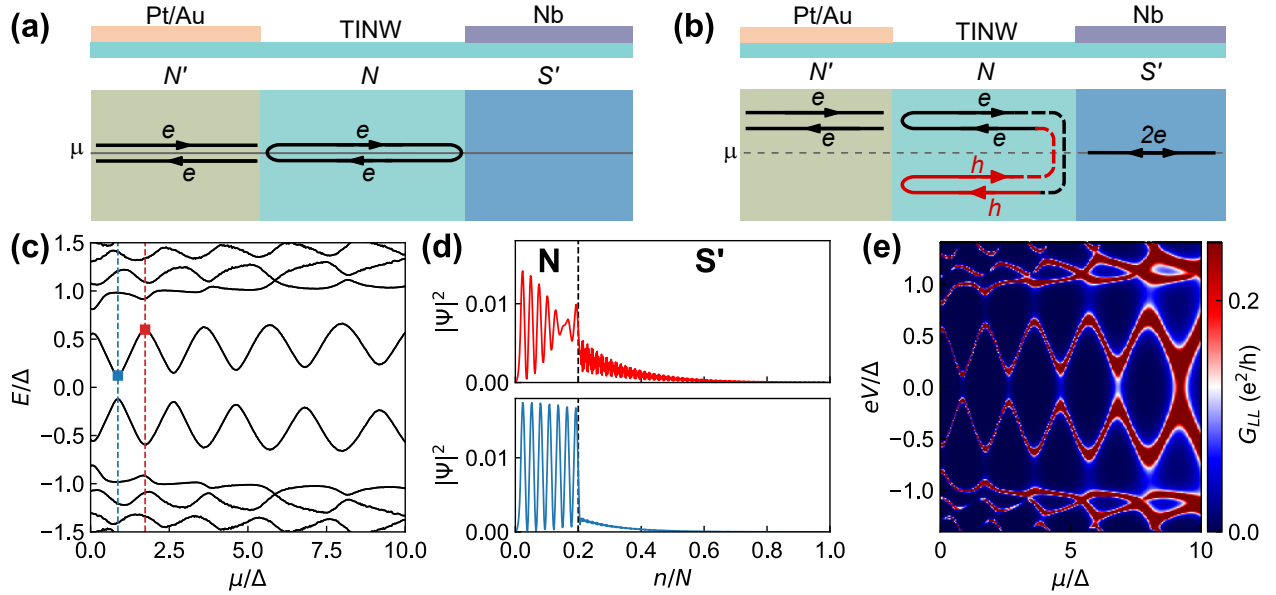 (a)
Pt/Au
TINW
Nb
N'
N
S'
μ
e
e
e
e
(b)
Pt/Au
TINW
Nb
N'
N
S'
μ
e
e
e
e
h
h
2e
(c)
1.5
1.0
0.5
0.0
−0.5
−1.0
−1.5
E/Δ
0.0
2.5
5.0
7.5
10.0
μ/Δ
(d)
N
S'
|Ψ|²
0.01
0.00
|Ψ|²
0.01
0.00
0.0
0.2
0.4
0.6
0.8
1.0
n/N
(e)
1.0
0.5
0.0
−0.5
−1.0
eV/Δ
0
5
10
μ/Δ
0.2
0.0
G_LL (e²/h)